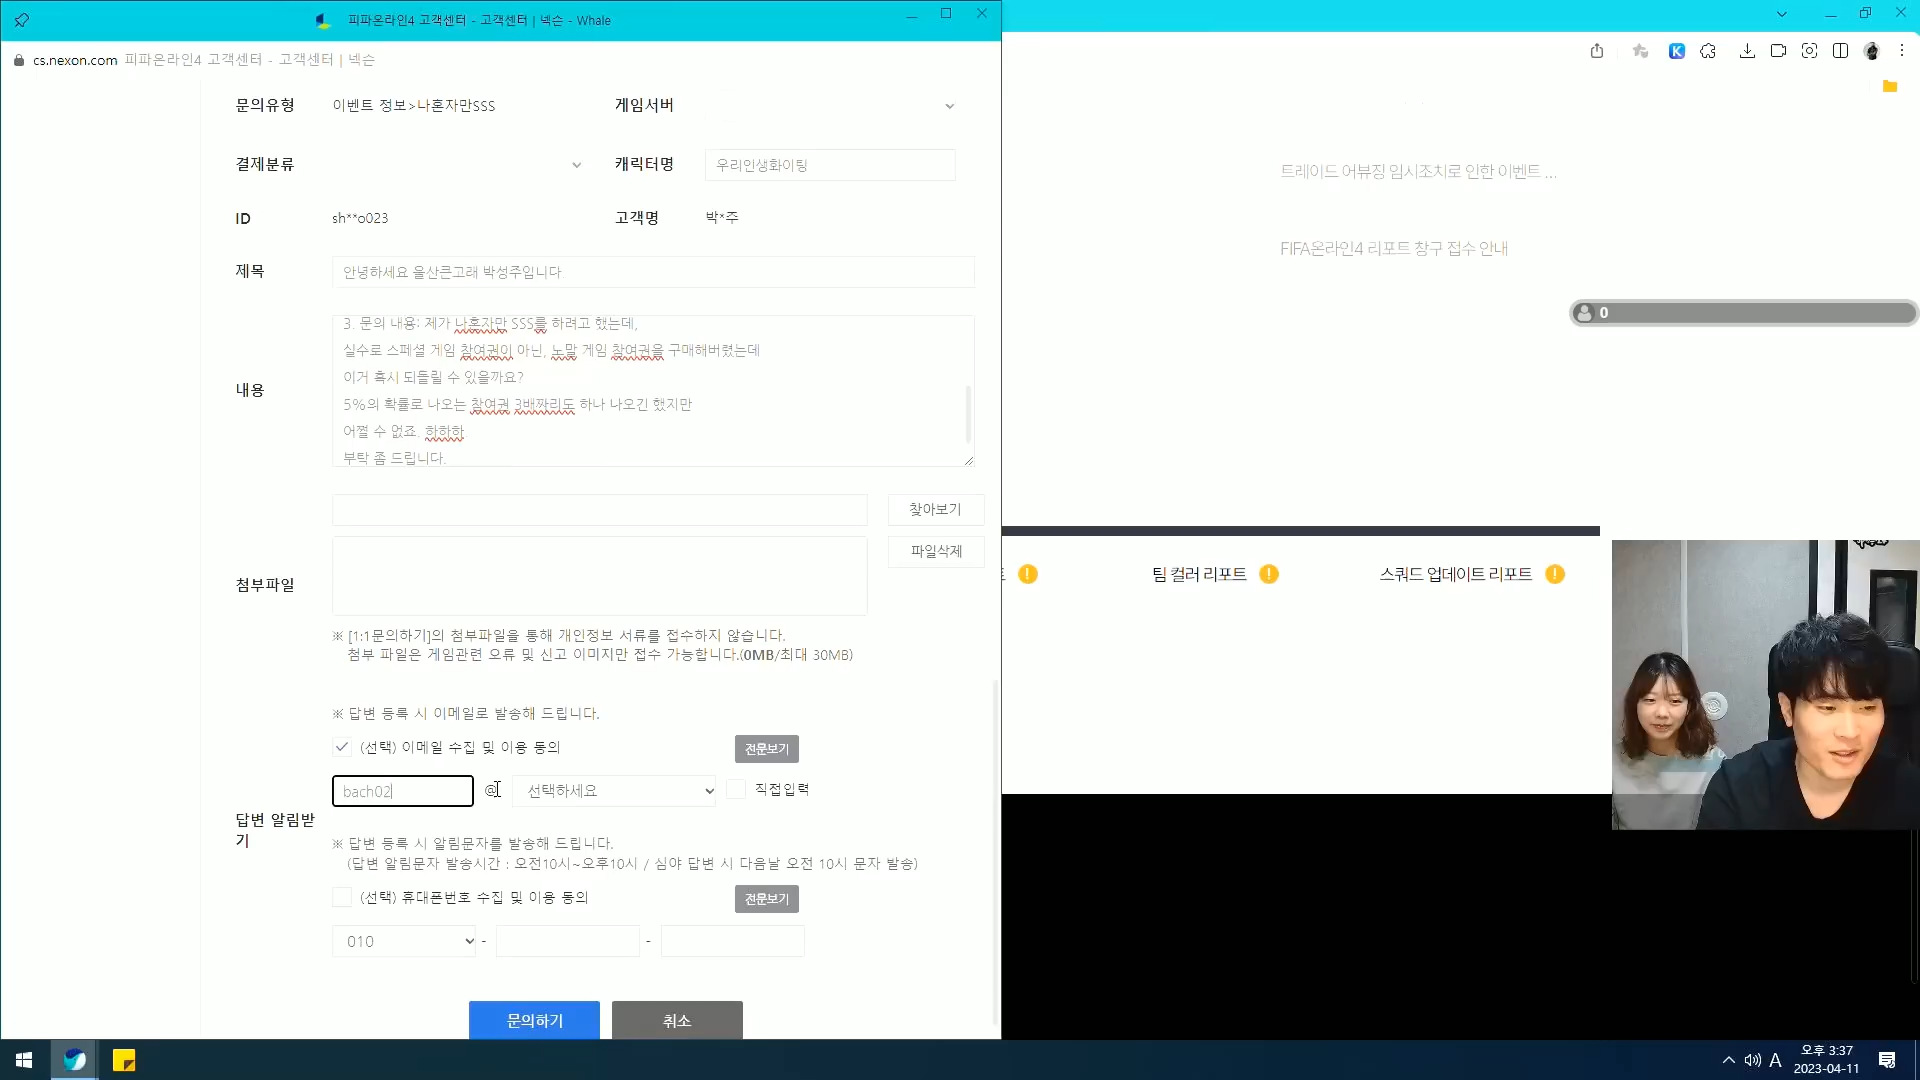 피파온라인4 고객센터 - 고객센터 | 넥슨 - Whale
cs.nexon.com 피파온라인4 고객센터 - 고객센터 | 넥슨
문의유형 이벤트 정보>나혼자만SSS 게임서버
결제분류 캐릭터명 우리인생화이팅
ID sh**o023 고객명 박*주
제목 안녕하세요 울산큰고래 박성주입니다
내용
3. 문의 내용: 제가 나혼자만 SSS를 하려고 했는데,
실수로 스페셜 게임 참여권이 아닌, 노말 게임 참여권을 구매해버렸는데
이거 혹시 되돌릴 수 있을까요?
5%의 확률로 나오는 참여권 3배짜리도 하나 나오긴 했지만
어쩔 수 없죠. 하하하
부탁 좀 드립니다.
찾아보기
파일삭제
첨부파일
※ [1:1문의하기]의 첨부파일을 통해 개인정보 서류를 접수하지 않습니다.
첨부 파일은 게임관련 오류 및 신고 이미지만 접수 가능합니다.(0MB/최대 30MB)
※ 답변 등록 시 이메일로 발송해 드립니다.
(선택) 이메일 수집 및 이용 동의 전문보기
bach02 @ 선택하세요 직접입력
답변 알림받
기
※ 답변 등록 시 알림문자를 발송해 드립니다.
(답변 알림문자 발송시간 : 오전10시~오후10시 / 심야 답변 시 다음날 오전 10시 문자 발송)
(선택) 휴대폰번호 수집 및 이용 동의 전문보기
010 - -
문의하기 취소
K
트레이드 어뷰징 임시조치로 인한 이벤트 ...
FIFA온라인4 리포트 창구 접수 안내
0
팀 컬러 리포트 ! 스쿼드 업데이트 리포트 !
A
오후 3:37
2023-04-11